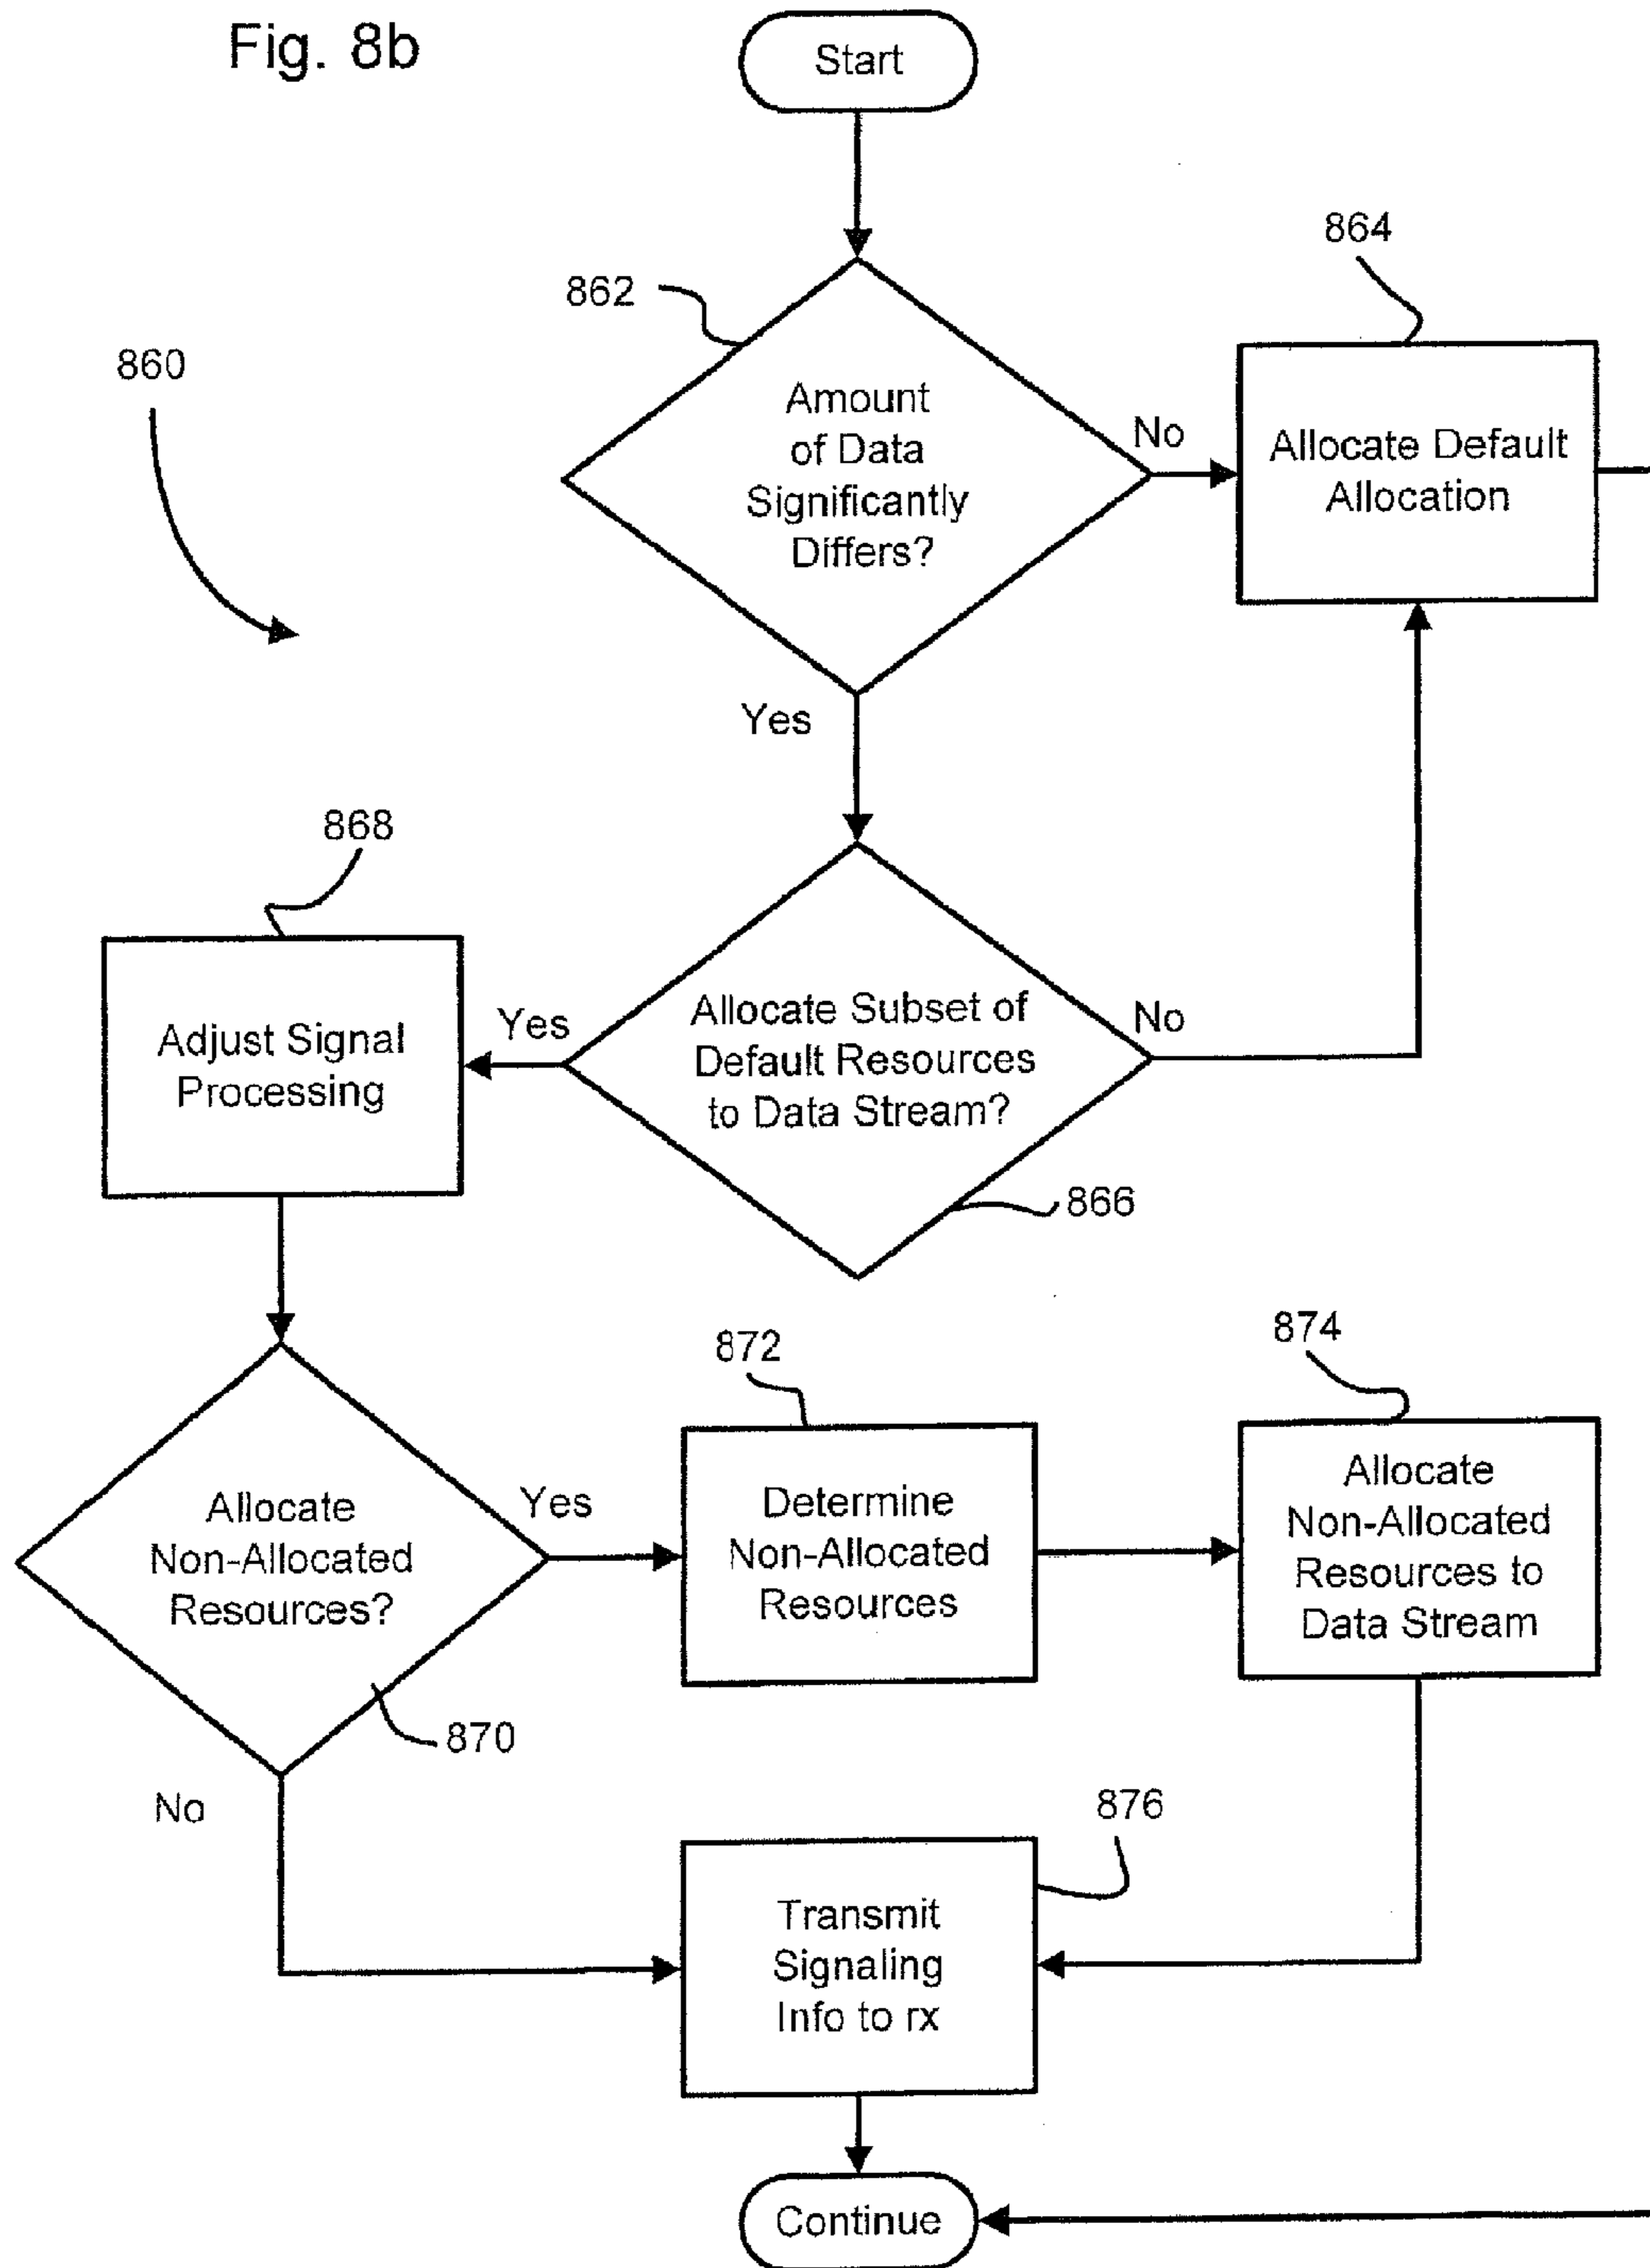 Fig. 8b
Start
862
864
860
Amount
of Data
Significantly
Differs?
No
Allocate Default
Allocation
Yes
868
Adjust Signal
Processing
Yes
Allocate Subset of
Default Resources
to Data Stream?
No
866
872
874
Allocate
Non-Allocated
Resources?
Yes
Determine
Non-Allocated
Resources
Allocate
Non-Allocated
Resources to
Data Stream
870
No
876
Transmit
Signaling
Info to rx
Continue